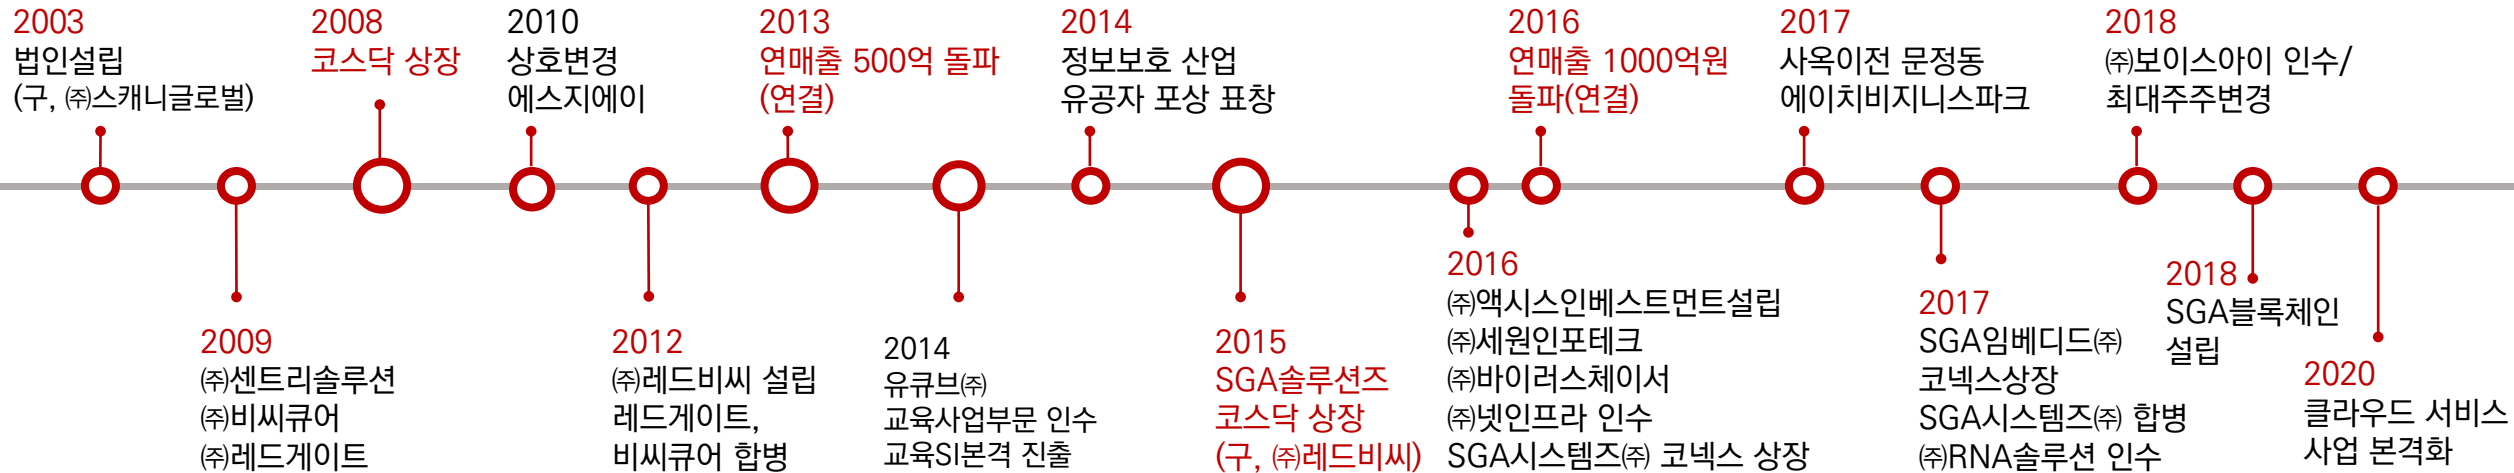 2003
법인설립
(구, ㈜스캐니글로벌)
2008
코스닥 상장
2010
상호변경
에스지에이
2013
연매출 500억 돌파
(연결)
2014
정보보호 산업
유공자 포상 표창
2016
연매출 1000억원
돌파(연결)
2017
사옥이전 문정동
에이치비지니스파크
2018
㈜보이스아이 인수/
최대주주변경
2009
㈜센트리솔루션
㈜비씨큐어
㈜레드게이트
2012
㈜레드비씨 설립
레드게이트,
비씨큐어 합병
2014
유큐브㈜
교육사업부문 인수
교육SI본격 진출
2015
SGA솔루션즈
코스닥 상장
(구, ㈜레드비씨)
2016
㈜액시스인베스트먼트설립
㈜세원인포테크
㈜바이러스체이서
㈜넷인프라 인수
SGA시스템즈㈜ 코넥스 상장
2017
SGA임베디드㈜
코넥스상장
SGA시스템즈㈜ 합병
㈜RNA솔루션 인수
2018
SGA블록체인
설립
2020
클라우드 서비스
사업 본격화